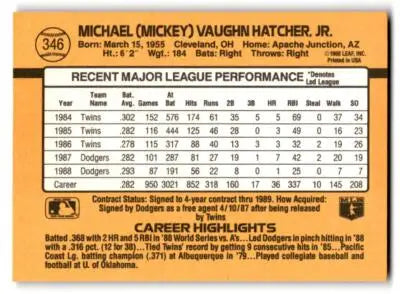 346
MICHAEL (MICKEY) VAUGHN HATCHER, JR.
Born: March 15, 1955 Cleveland, OH Home: Apache Junction, AZ
Ht.: 6'2" Wgt.: 184 Bats: Right Throws: Right
©1988 LEAF, INC.
Printed in USA
RECENT MAJOR LEAGUE PERFORMANCE *Denotes Led League
Year Team Name Bat. Avg. Games At Bat Hits Runs 2B 3B HR RBI Steal Walk SO
1984 Twins .302 152 576 174 61 35 5 5 69 0 37 34
1985 Twins .282 116 444 125 46 28 0 3 49 0 16 23
1986 Twins .278 115 317 88 40 13 3 3 32 2 19 26
1987 Dodgers .282 101 287 81 27 19 1 7 42 2 20 19
1988 Dodgers .293 87 191 56 22 8 0 1 25 0 7 7
Career .282 950 3021 852 318 160 17 36 337 10 145 208
Contract Status: Signed to 4-year contract thru 1989. How Acquired:
Signed by Dodgers as a free agent 4/10/87 after being released
by Twins
CAREER HIGHLIGHTS
Batted .368 with 2 HR and 5 RBI in '88 World Series vs. A's... Led Dodgers in pinch hitting in '88
with a .316 pct. (12 for 38)... Tied Twins' record by getting 9 consecutive hits in '85... Pacific
Coast Lg. batting champion (.371) at Albuquerque in '79... Played collegiate baseball and
football at U. of Oklahoma.